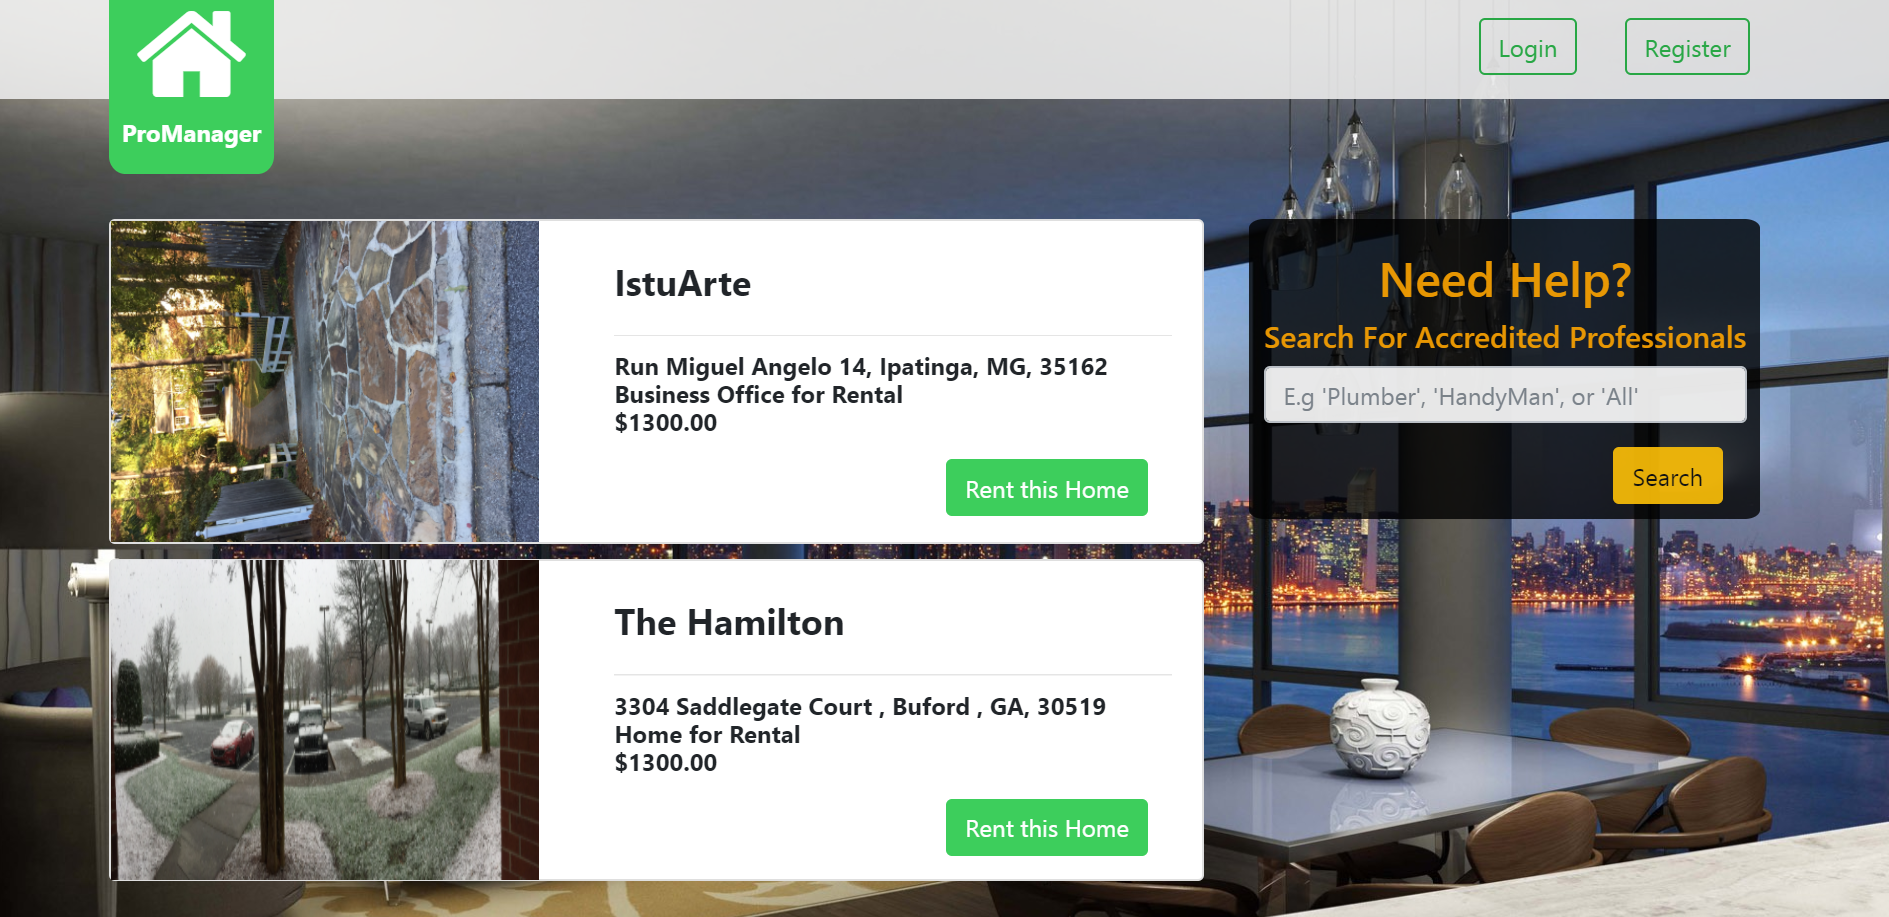 ProManager
Login
Register
IstuArte
Run Miguel Angelo 14, Ipatinga, MG, 35162
Business Office for Rental
$1300.00
Rent this Home
The Hamilton
3304 Saddlegate Court , Buford , GA, 30519
Home for Rental
$1300.00
Rent this Home
Need Help?
Search For Accredited Professionals
E.g 'Plumber', 'HandyMan', or 'All'
Search